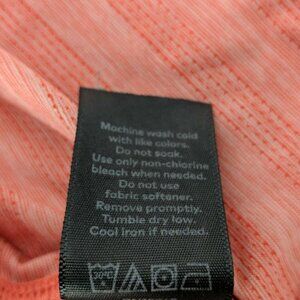 Machine wash cold
with like colors.
Do not soak.
Use only non-chlorine
bleach when needed.
Do not use
fabric softener.
Remove promptly.
Tumble dry low.
Cool iron if needed.
30°C